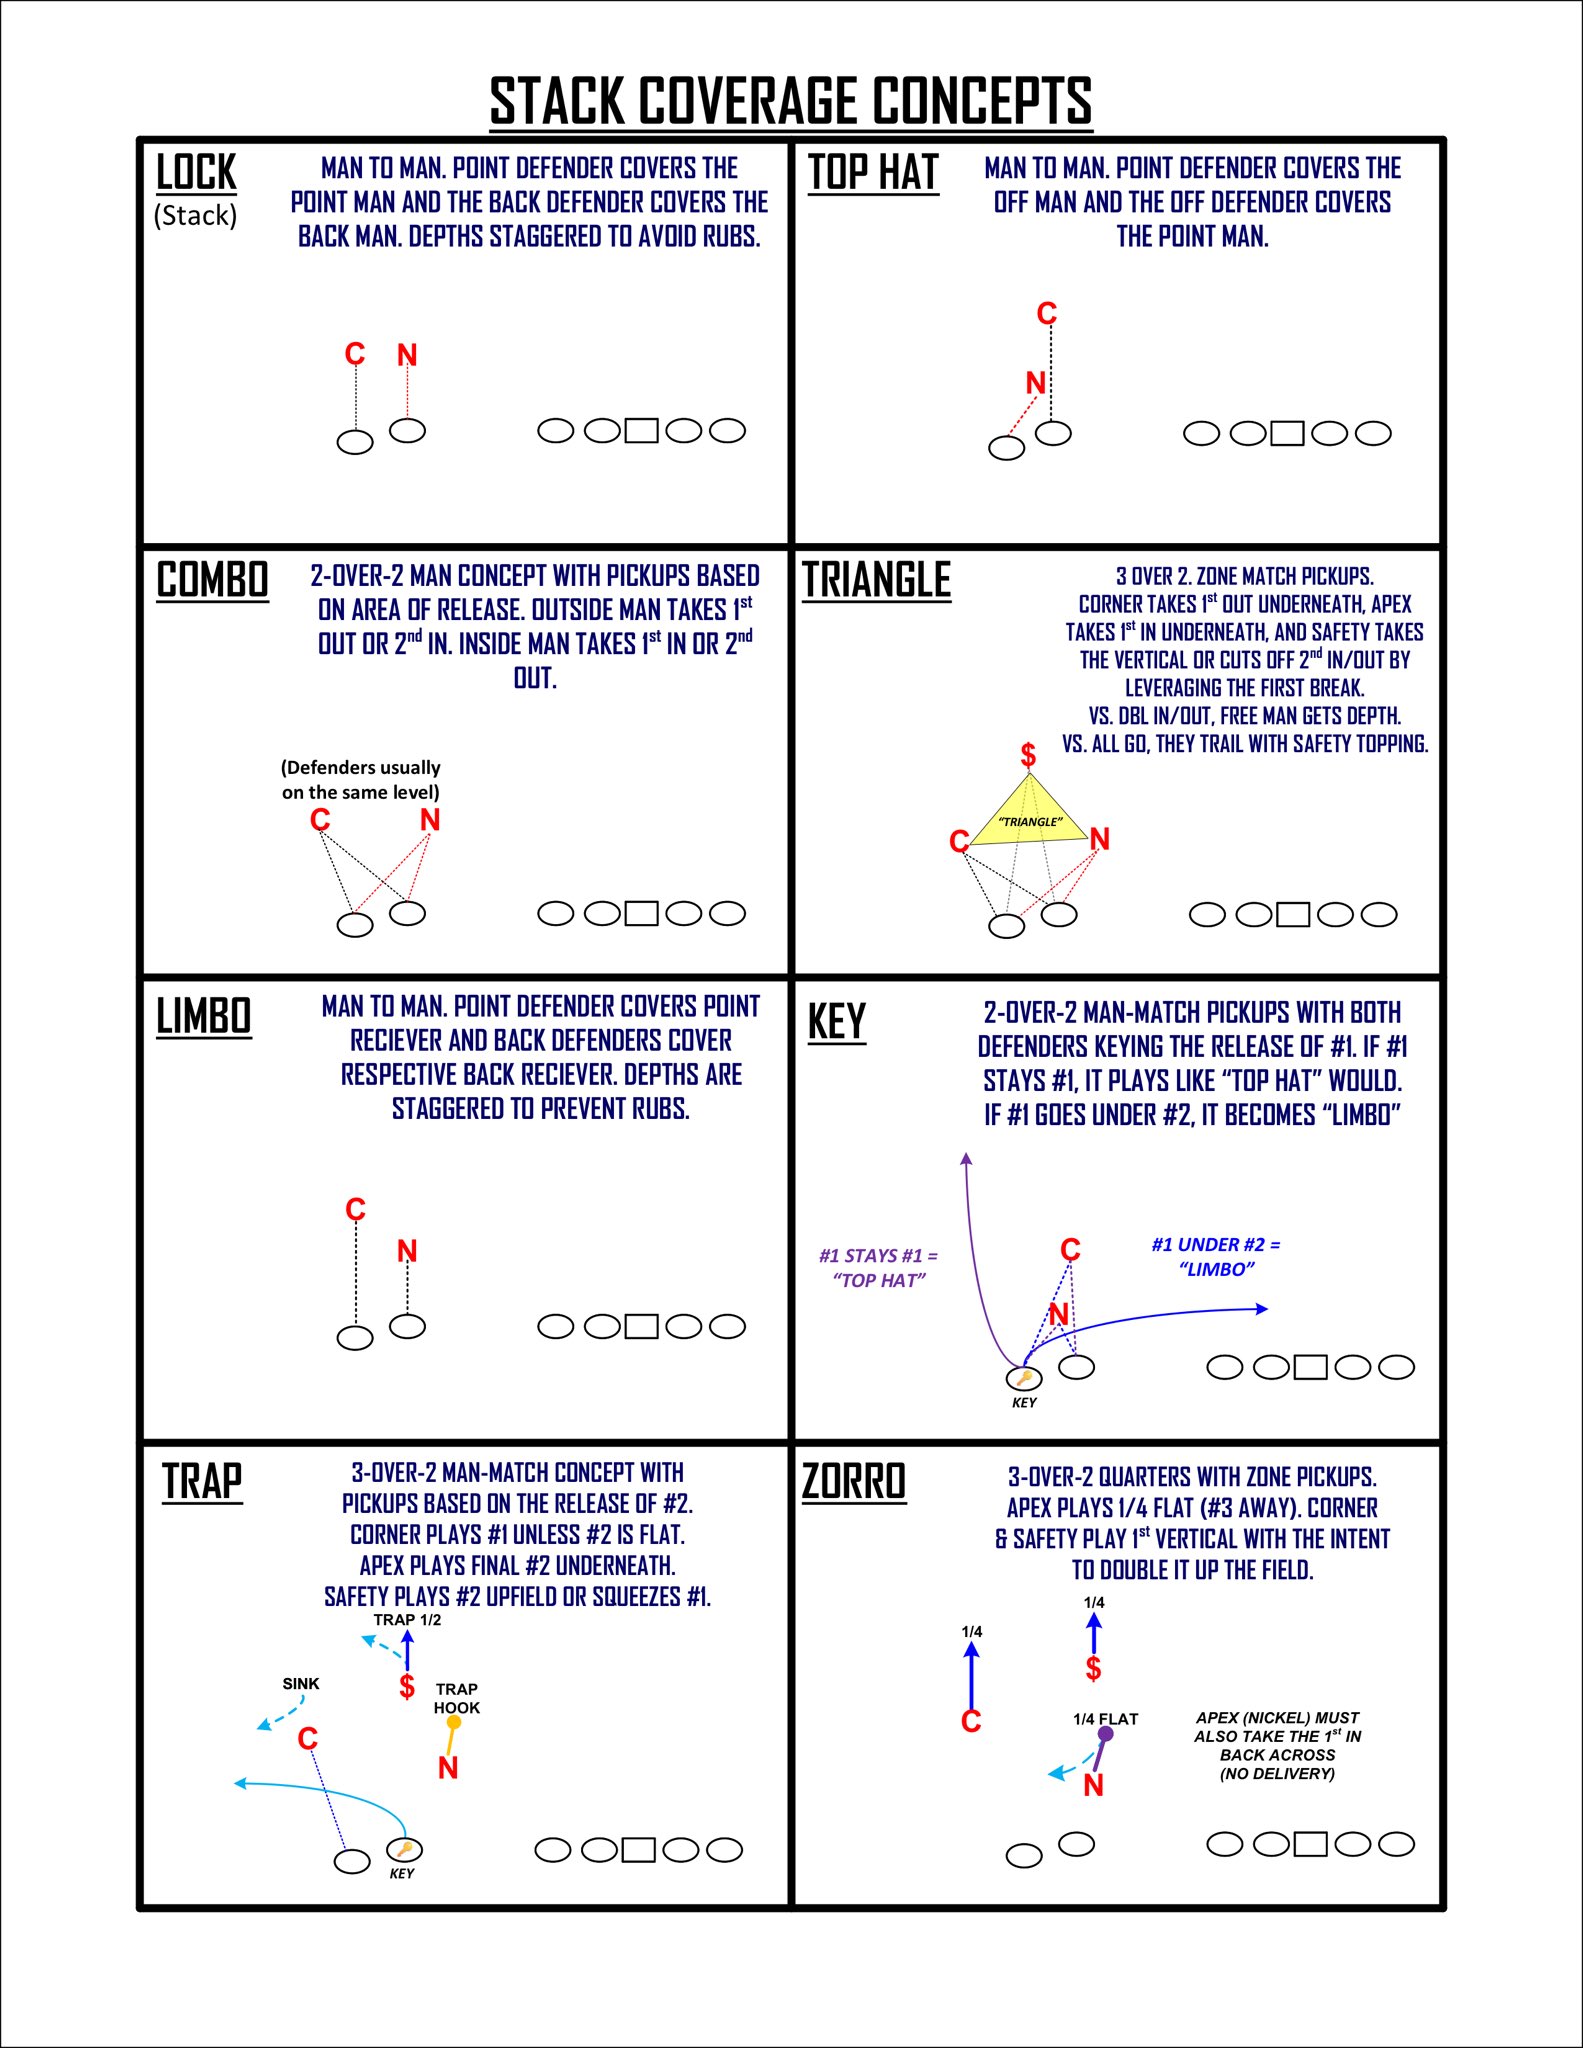 STACK COVERAGE CONCEPTS
LOCK
(Stack)
MAN TO MAN. POINT DEFENDER COVERS THE
POINT MAN AND THE BACK DEFENDER COVERS THE
BACK MAN. DEPTHS STAGGERED TO AVOID RUBS.
C N
TOP HAT
MAN TO MAN. POINT DEFENDER COVERS THE
OFF MAN AND THE OFF DEFENDER COVERS
THE POINT MAN.
C
N
COMBO
2-OVER-2 MAN CONCEPT WITH PICKUPS BASED
ON AREA OF RELEASE. OUTSIDE MAN TAKES 1st
OUT OR 2nd IN. INSIDE MAN TAKES 1st IN OR 2nd
OUT.
(Defenders usually
on the same level)
C N
TRIANGLE
3 OVER 2. ZONE MATCH PICKUPS.
CORNER TAKES 1st OUT UNDERNEATH, APEX
TAKES 1st IN UNDERNEATH, AND SAFETY TAKES
THE VERTICAL OR CUTS OFF 2nd IN/OUT BY
LEVERAGING THE FIRST BREAK.
VS. DBL IN/OUT, FREE MAN GETS DEPTH.
VS. ALL GO, THEY TRAIL WITH SAFETY TOPPING.
$
"TRIANGLE"
C N
LIMBO
MAN TO MAN. POINT DEFENDER COVERS POINT
RECIEVER AND BACK DEFENDERS COVER
RESPECTIVE BACK RECIEVER. DEPTHS ARE
STAGGERED TO PREVENT RUBS.
C
N
KEY
2-OVER-2 MAN-MATCH PICKUPS WITH BOTH
DEFENDERS KEYING THE RELEASE OF #1. IF #1
STAYS #1, IT PLAYS LIKE “TOP HAT” WOULD.
IF #1 GOES UNDER #2, IT BECOMES “LIMBO”
#1 STAYS #1 =
“TOP HAT”
C
#1 UNDER #2 =
“LIMBO”
N
KEY
TRAP
3-OVER-2 MAN-MATCH CONCEPT WITH
PICKUPS BASED ON THE RELEASE OF #2.
CORNER PLAYS #1 UNLESS #2 IS FLAT.
APEX PLAYS FINAL #2 UNDERNEATH.
SAFETY PLAYS #2 UPFIELD OR SQUEEZES #1.
TRAP 1/2
SINK
$
TRAP
HOOK
C
N
KEY
ZORRO
3-OVER-2 QUARTERS WITH ZONE PICKUPS.
APEX PLAYS 1/4 FLAT (#3 AWAY). CORNER
& SAFETY PLAY 1st VERTICAL WITH THE INTENT
TO DOUBLE IT UP THE FIELD.
1/4
1/4
$
C
1/4 FLAT
N
APEX (NICKEL) MUST
ALSO TAKE THE 1st IN
BACK ACROSS
(NO DELIVERY)